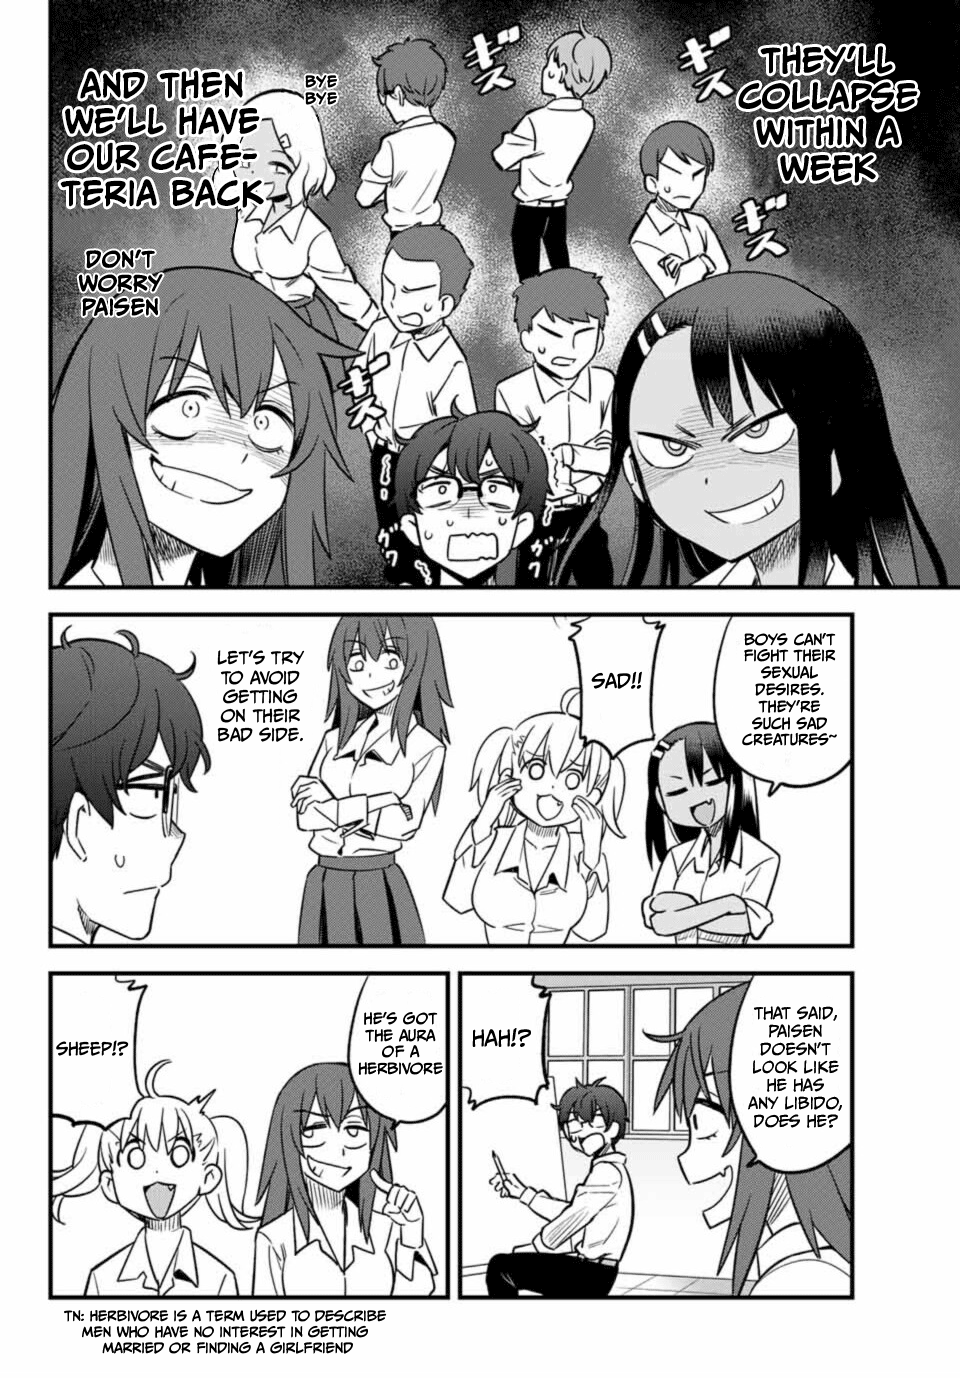 THEY'LL
COLLAPSE
WITHIN A
WEEK
ギスギス
ギスギス
BYE
BYE
AND THEN
WE'LL HAVE
OUR CAFE-
TERIA BACK
ギスギス
DON'T
WORRY
PAISEN
BOYS CAN'T
FIGHT THEIR
SEXUAL
DESIRES.
THEY'RE
SUCH SAD
CREATURES~
SAD!!
LET'S TRY
TO AVOID
GETTING
ON THEIR
BAD SIDE.
THAT SAID,
PAISEN
DOESN'T
LOOK LIKE
HE HAS
ANY LIBIDO,
DOES HE?
HAH!?
HE'S GOT
THE AURA
OF A
HERBIVORE
SHEEP!?
TN: HERBIVORE IS A TERM USED TO DESCRIBE
MEN WHO HAVE NO INTEREST IN GETTING
MARRIED OR FINDING A GIRLFRIEND